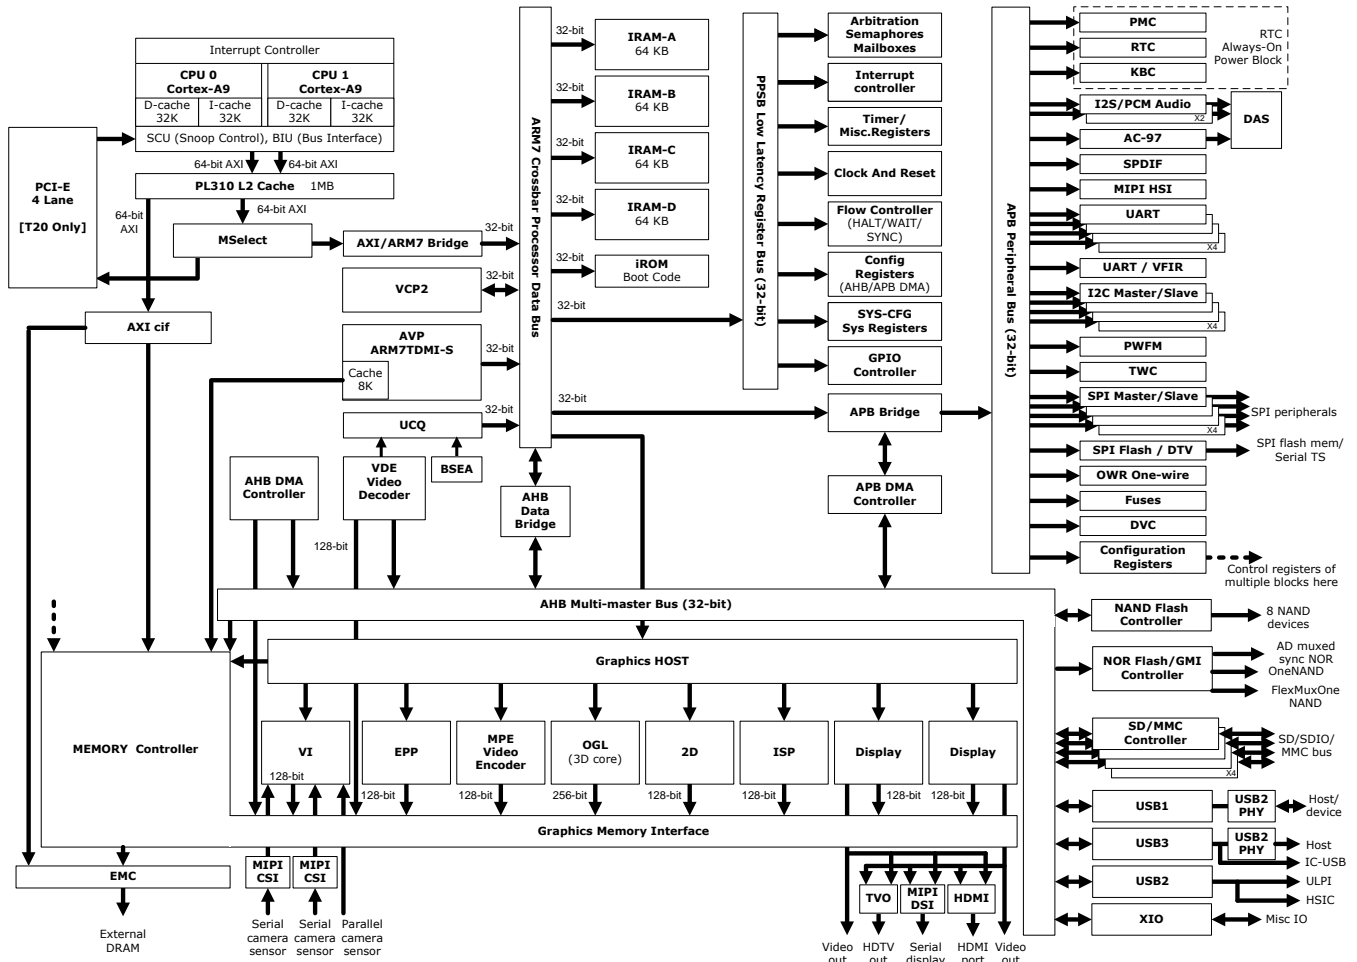 Interrupt Controller
CPU 0
Cortex-A9
CPU 1
Cortex-A9
D-cache
32K
I-cache
32K
D-cache
32K
I-cache
32K
SCU (Snoop Control), BIU (Bus Interface)
64-bit AXI
64-bit AXI
PL310 L2 Cache 1MB
64-bit
AXI
64-bit AXI
PCI-E
4 Lane
[T20 Only]
MSelect
AXI/ARM7 Bridge
32-bit
VCP2
32-bit
AXI cif
AVP
ARM7TDMI-S
Cache
8K
32-bit
UCQ
32-bit
AHB DMA
Controller
VDE
Video
Decoder
BSEA
128-bit
ARM7 Crossbar Processor Data Bus
AHB
Data
Bridge
32-bit
IRAM-A
64 KB
32-bit
IRAM-B
64 KB
32-bit
IRAM-C
64 KB
32-bit
IRAM-D
64 KB
32-bit
iROM
Boot Code
32-bit
32-bit
PPSB Low Latency Register Bus (32-bit)
Arbitration
Semaphores
Mailboxes
Interrupt
controller
Timer/
Misc.Registers
Clock And Reset
Flow Controller
(HALT/WAIT/
SYNC)
Config
Registers
(AHB/APB DMA)
SYS-CFG
Sys Registers
GPIO
Controller
APB Bridge
APB DMA
Controller
APB Peripheral Bus (32-bit)
PMC
RTC
KBC
RTC
Always-On
Power Block
I2S/PCM Audio
X2
DAS
AC-97
SPDIF
MIPI HSI
UART
X4
UART / VFIR
I2C Master/Slave
X4
PWFM
TWC
SPI Master/Slave
X4
SPI peripherals
SPI Flash / DTV
SPI flash mem/
Serial TS
OWR One-wire
Fuses
DVC
Configuration
Registers
Control registers of
multiple blocks here
AHB Multi-master Bus (32-bit)
NAND Flash
Controller
8 NAND
devices
NOR Flash/GMI
Controller
AD muxed
sync NOR
OneNAND
FlexMuxOne
NAND
SD/MMC
Controller
X4
SD/SDIO/
MMC bus
USB1
USB2
PHY
Host/
device
USB3
USB2
PHY
Host
IC-USB
USB2
ULPI
HSIC
XIO
Misc IO
Graphics HOST
MEMORY Controller
VI
128-bit
EPP
128-bit
MPE
Video
Encoder
128-bit
OGL
(3D core)
256-bit
2D
128-bit
ISP
128-bit
Display
128-bit
Display
128-bit
Graphics Memory Interface
EMC
External
DRAM
MIPI
CSI
MIPI
CSI
Serial
camera
sensor
Serial
camera
sensor
Parallel
camera
sensor
TVO
MIPI
DSI
HDMI
Video
out
HDTV
out
Serial
display
HDMI
port
Video
out